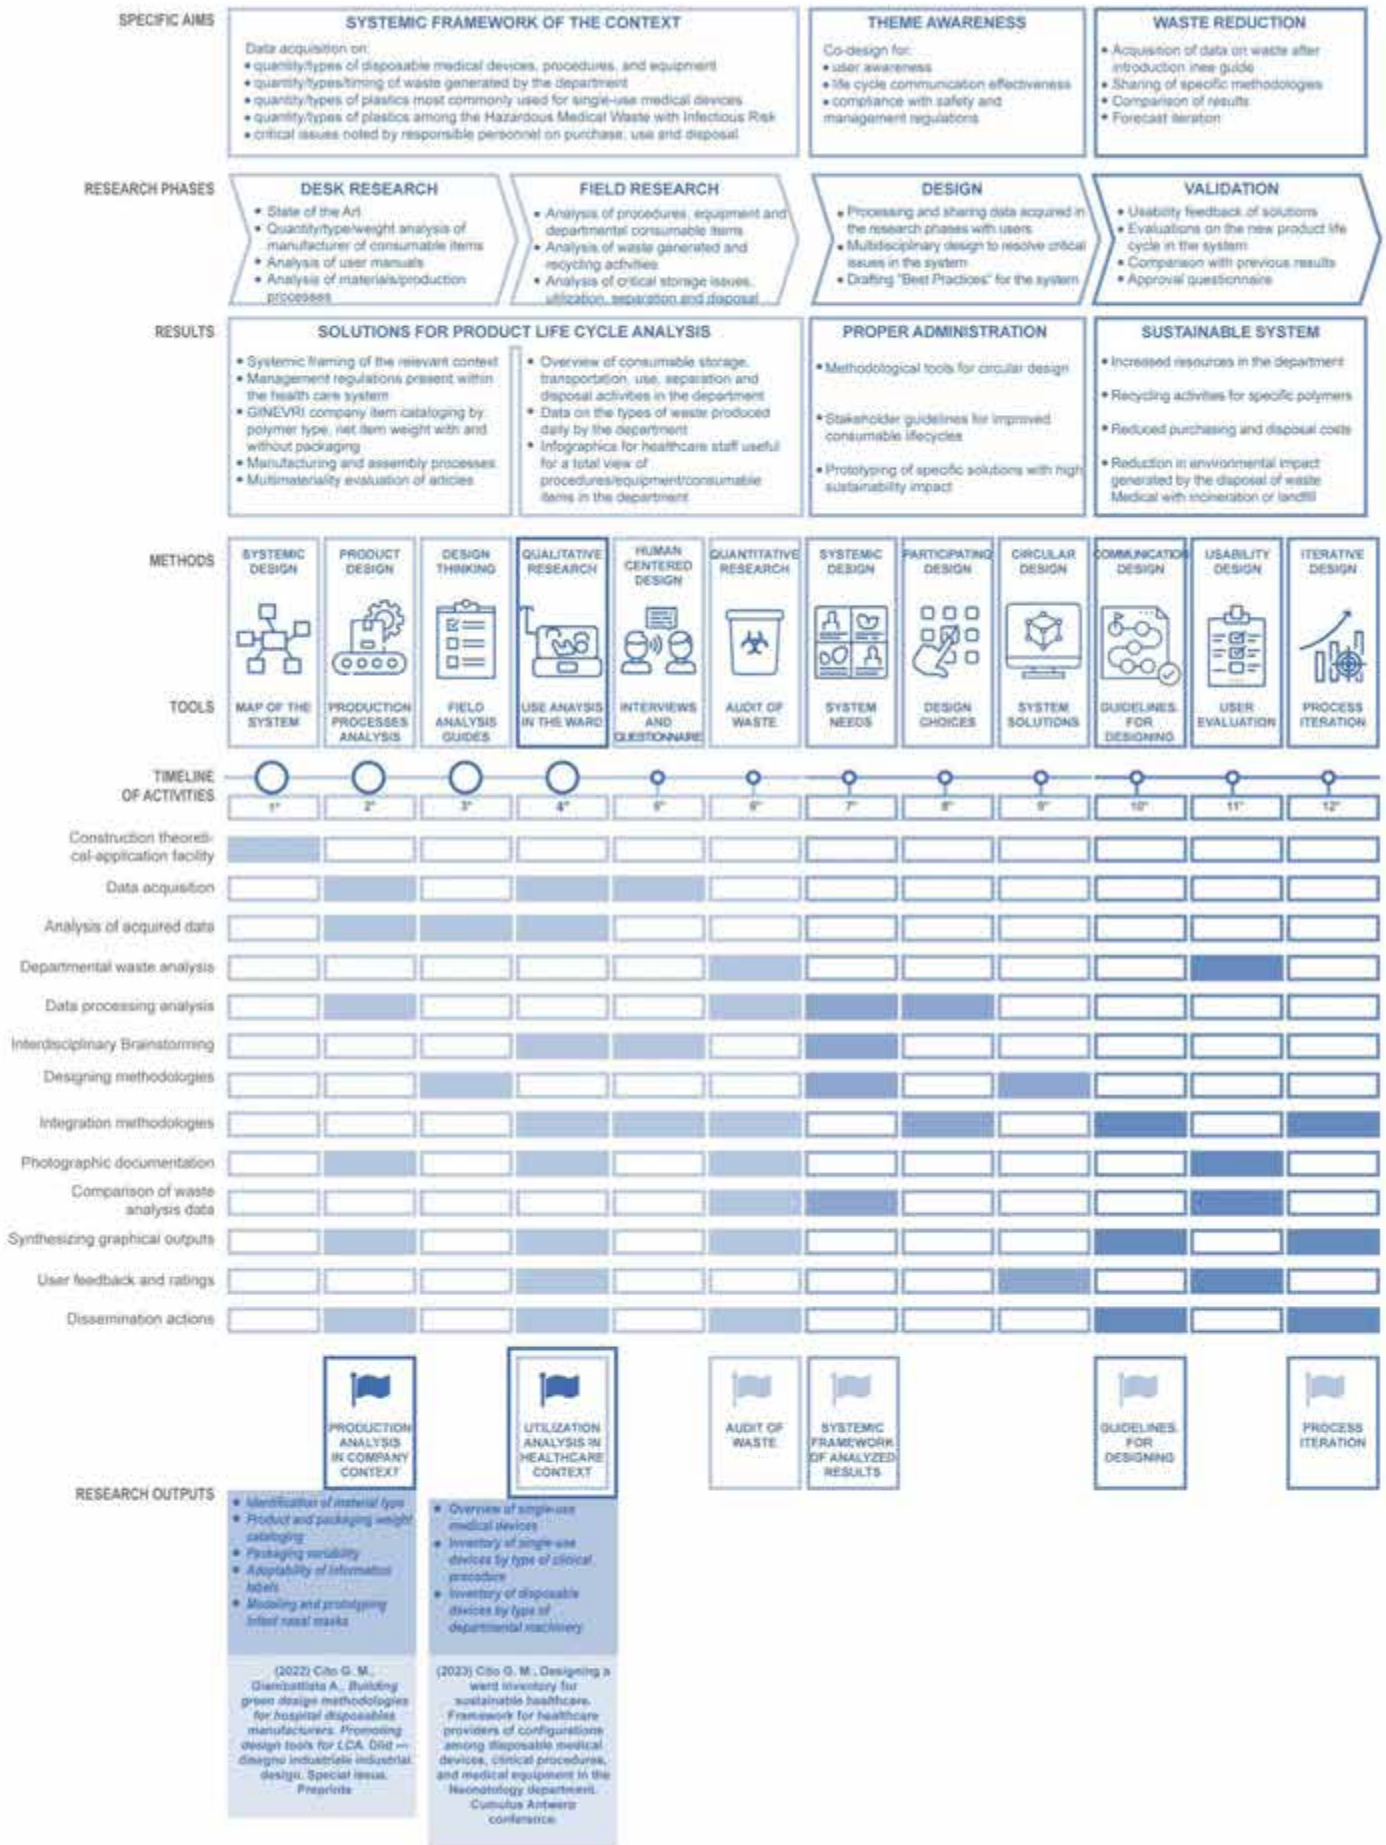 SPECIFIC AIMS
SYSTEMIC FRAMEWORK OF THE CONTEXT
Data acquisition on:
• quantity/types of disposable medical devices, procedures, and equipment
• quantity/types/timing of waste generated by the department
• quantity/types of plastics most commonly used for single-use medical devices
• quantity/types of plastics among the Hazardous Medical Waste with Infectious Risk
• critical issues noted by responsible personnel on purchase, use and disposal
THEME AWARENESS
Co-design for:
• user awareness
• life cycle communication effectiveness
• compliance with safety and
management regulations
WASTE REDUCTION
• Acquisition of data on waste after
introduction inee guide
• Sharing of specific methodologies
• Comparison of results
• Forecast iteration
RESEARCH PHASES
DESK RESEARCH
• State of the Art
• Quantity/type/weight analysis of
manufacturer of consumable items
• Analysis of user manuals
• Analysis of materials/production
processes
FIELD RESEARCH
• Analysis of procedures, equipment and
departmental consumable items
• Analysis of waste generated and
recycling activities
• Analysis of critical storage issues,
utilization, separation and disposal
DESIGN
• Processing and sharing data acquired in
the research phases with users
• Multidisciplinary design to resolve critical
issues in the system
• Drafting "Best Practices" for the system
VALIDATION
• Usability feedback of solutions
• Evaluations on the new product life
cycle in the system
• Comparison with previous results
• Approval questionnaire
RESULTS
SOLUTIONS FOR PRODUCT LIFE CYCLE ANALYSIS
• Systemic framing of the relevant context
• Management regulations present within
the health care system
• GINEVRI company item cataloging by
polymer type, net item weight with and
without packaging
• Manufacturing and assembly processes
• Multimateriality evaluation of articles
• Overview of consumable storage,
transportation, use, separation and
disposal activities in the department
• Data on the types of waste produced
daily by the department
• Infographics for healthcare staff useful
for a total view of
procedures/equipment/consumable
items in the department
PROPER ADMINISTRATION
• Methodological tools for circular design
• Stakeholder guidelines for improved
consumable lifecycles
• Prototyping of specific solutions with high
sustainability impact
SUSTAINABLE SYSTEM
• Increased resources in the department
• Recycling activities for specific polymers
• Reduced purchasing and disposal costs
• Reduction in environmental impact
generated by the disposal of waste
Medical with incineration or landfill
METHODS
SYSTEMIC
DESIGN
PRODUCT
DESIGN
DESIGN
THINKING
QUALITATIVE
RESEARCH
HUMAN
CENTERED
DESIGN
QUANTITATIVE
RESEARCH
SYSTEMIC
DESIGN
PARTICIPATING
DESIGN
CIRCULAR
DESIGN
COMMUNICATION
DESIGN
USABILITY
DESIGN
ITERATIVE
DESIGN
TOOLS
MAP OF THE
SYSTEM
PRODUCTION
PROCESSES
ANALYSIS
FIELD
ANALYSIS
GUIDES
USE ANAYSIS
IN THE WARD
INTERVIEWS
AND
QUESTIONNAIRE
AUDIT OF
WASTE
SYSTEM
NEEDS
DESIGN
CHOICES
SYSTEM
SOLUTIONS
GUIDELINES
FOR
DESIGNING
USER
EVALUATION
PROCESS
ITERATION
TIMELINE
OF ACTIVITIES
1° 2° 3° 4° 5° 6° 7° 8° 9° 10° 11° 12°
Construction theoreti-
cal-application facility
Data acquisition
Analysis of acquired data
Departmental waste analysis
Data processing analysis
Interdisciplinary Brainstorming
Designing methodologies
Integration methodologies
Photographic documentation
Comparison of waste
analysis data
Synthesizing graphical outputs
User feedback and ratings
Dissemination actions
PRODUCTION
ANALYSIS
IN COMPANY
CONTEXT
UTILIZATION
ANALYSIS IN
HEALTHCARE
CONTEXT
AUDIT OF
WASTE
SYSTEMIC
FRAMEWORK
OF ANALYZED
RESULTS
GUIDELINES
FOR
DESIGNING
PROCESS
ITERATION
RESEARCH OUTPUTS
• Identification of material type
• Product and packaging weight
cataloging
• Packaging variability
• Adaptability of information
labels
• Modeling and prototyping
infant nasal masks
• Overview of single-use
medical devices
• Inventory of single-use
devices by type of clinical
procedure
• Inventory of disposable
devices by type of
departmental machinery
(2022) Cito G. M.,
Giambattista A., Building
green design methodologies
for hospital disposables
manufacturers. Promoting
design tools for LCA. Diid —
disegno industriale industrial
design. Special issue.
Preprints
(2023) Cito G. M., Designing a
ward inventory for
sustainable healthcare.
Framework for healthcare
providers of configurations
among disposable medical
devices, clinical procedures,
and medical equipment in the
Neonatology department.
Cumulus Antwerp
conference.